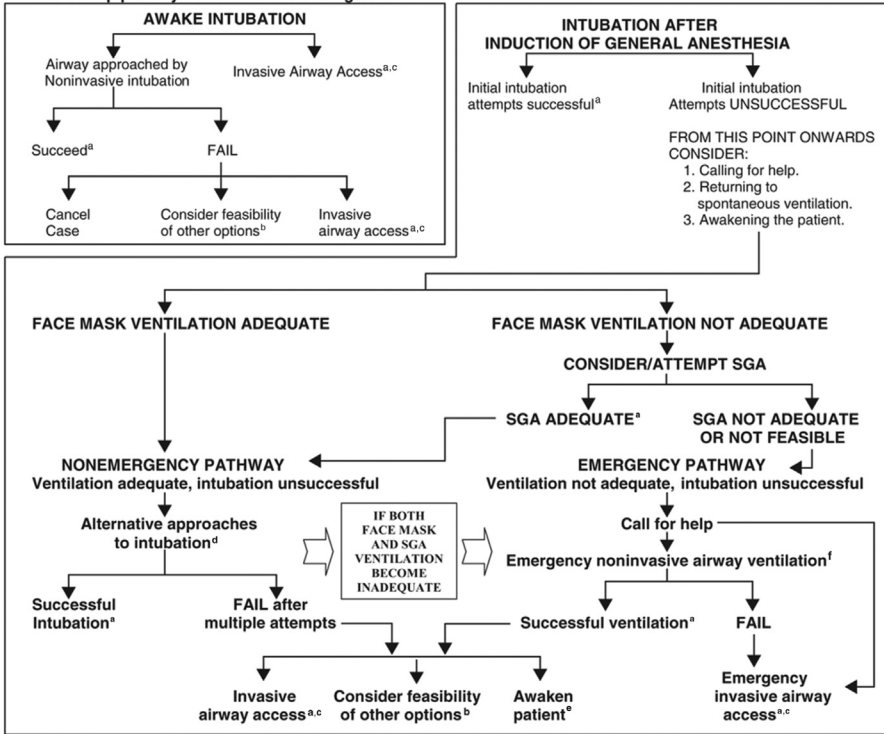 AWAKE INTUBATION
Airway approached by
Noninvasive intubation
Invasive Airway Access a,c
Succeed a
FAIL
Cancel
Case
Consider feasibility
of other options b
Invasive
airway access a,c
INTUBATION AFTER
INDUCTION OF GENERAL ANESTHESIA
Initial intubation
attempts successful a
Initial intubation
Attempts UNSUCCESSFUL
FROM THIS POINT ONWARDS
CONSIDER:
1. Calling for help.
2. Returning to
spontaneous ventilation.
3. Awakening the patient.
FACE MASK VENTILATION ADEQUATE
FACE MASK VENTILATION NOT ADEQUATE
CONSIDER/ATTEMPT SGA
SGA ADEQUATE a
SGA NOT ADEQUATE
OR NOT FEASIBLE
NONEMERGENCY PATHWAY
Ventilation adequate, intubation unsuccessful
EMERGENCY PATHWAY
Ventilation not adequate, intubation unsuccessful
Alternative approaches
to intubation d
IF BOTH
FACE MASK
AND SGA
VENTILATION
BECOME
INADEQUATE
Call for help
Emergency noninvasive airway ventilation f
Successful
Intubation a
FAIL after
multiple attempts
Successful ventilation a
FAIL
Invasive
airway access a,c
Consider feasibility
of other options b
Awaken
patient e
Emergency
invasive airway
access a,c